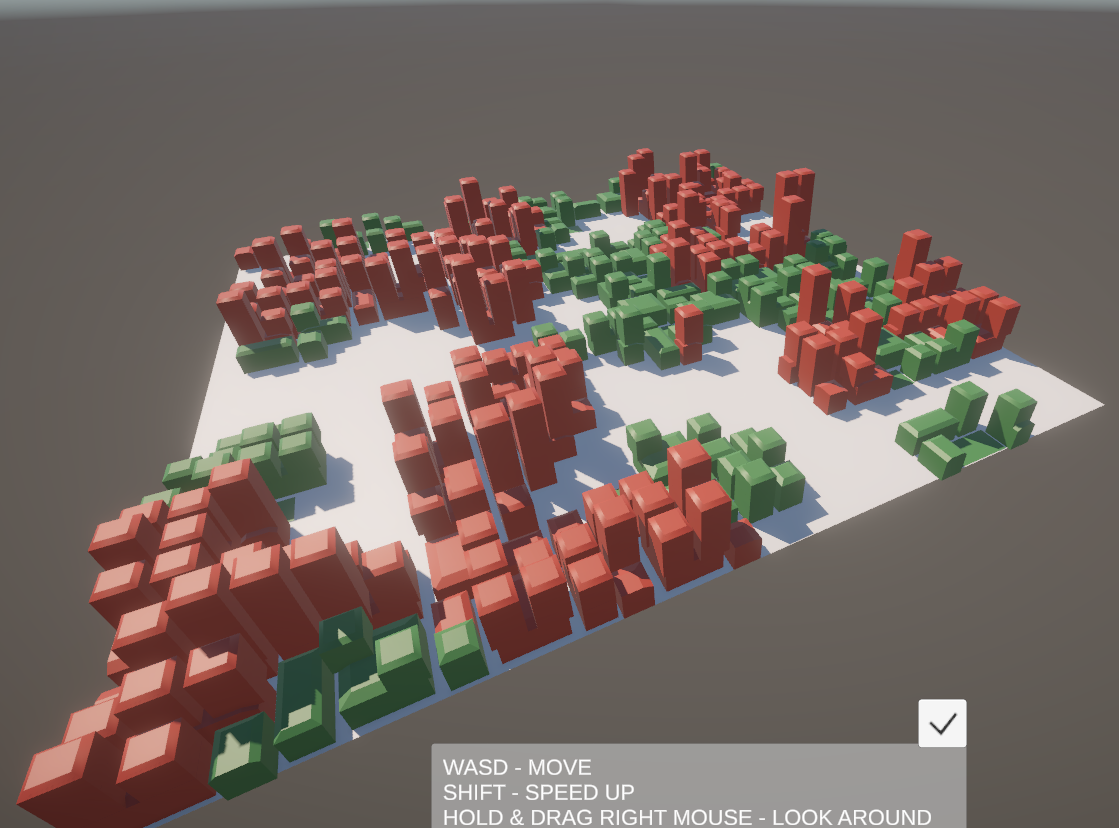 WASD - MOVE
SHIFT - SPEED UP
HOLD & DRAG RIGHT MOUSE - LOOK AROUND